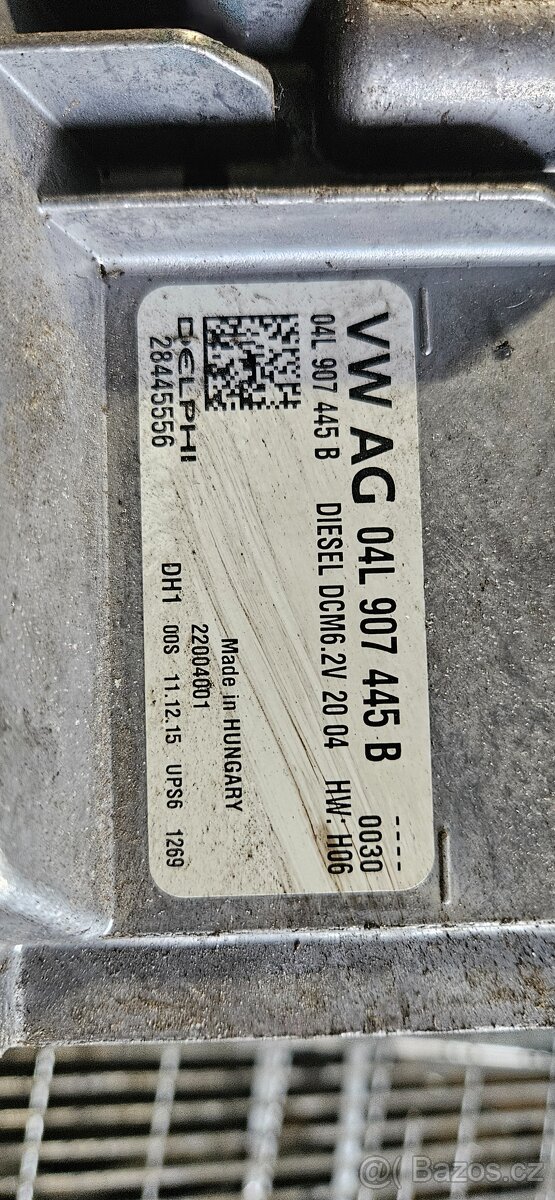 VW AG 04L 907 445 B ----
0030
04L 907 445 B DIESEL DCM6.2V 20 04 HW: H06
DELPHI
28445556
Made in HUNGARY
22004001
DH1 00S 11.12.15 UPS6 1269
@( Bazos.cz